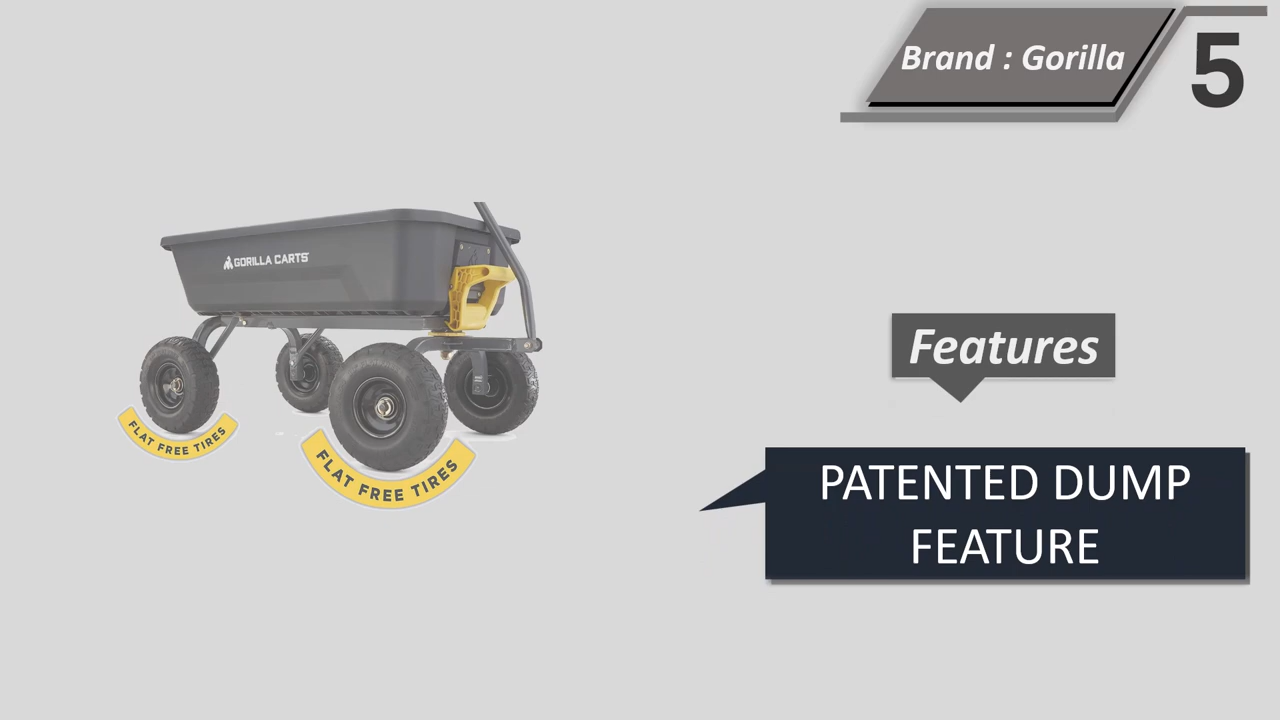 Brand : Gorilla
5
GORILLA CARTS
FLAT FREE TIRES
FLAT FREE TIRES
Features
PATENTED DUMP
FEATURE